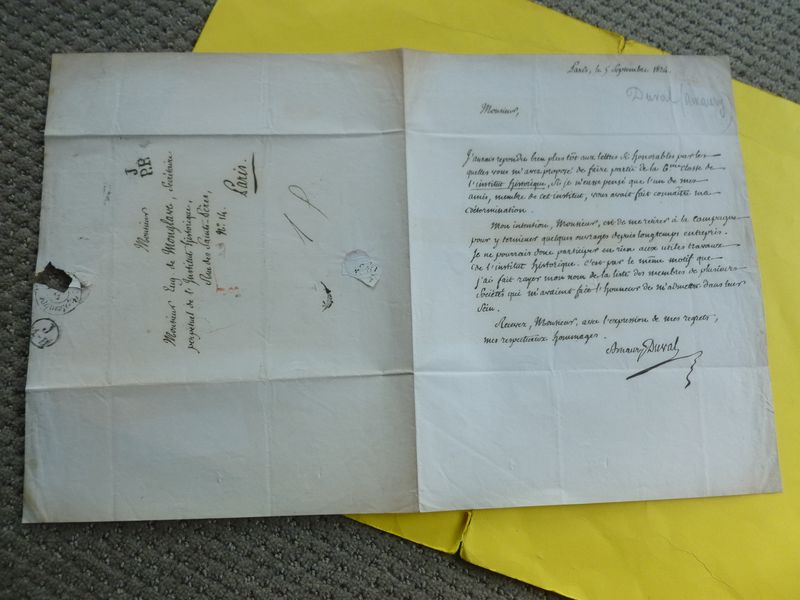 Paris, le 5 Septembre 1834.
Duval (Amaury)
Monsieur,
J'aurais repondu bien plus tôt aux lettres si honorables par les
quelles vous m'avez proposé de faire partie de la 6ème classe de
l'institut historique, si je n'eusse pensé que l'un de mes
amis, membre de cet institut, vous avait fait connaître ma
détermination.
Mon intention, Monsieur, est de me retirer à la campagne
pour y terminer quelques ouvrages depuis longtemps entrepris.
Je ne pourrais donc participer en rien aux utiles travaux
de l'institut historique. c'est par le même motif que
j'ai fait rayer mon nom de la liste des membres de plusieurs
sociétés qui m'avaient fait l'honneur de m'admettre dans leur
sein.
Recevez, Monsieur, avec l'expression de mes regrets,
mes respectueux hommages.
Amaury Duval
J
P.P.
Monsieur
Monsieur Eug de Monglave, Secrétaire
perpétuel de l'Institut historique,
Rue des Saints-Pères,
N° 14.
Paris.